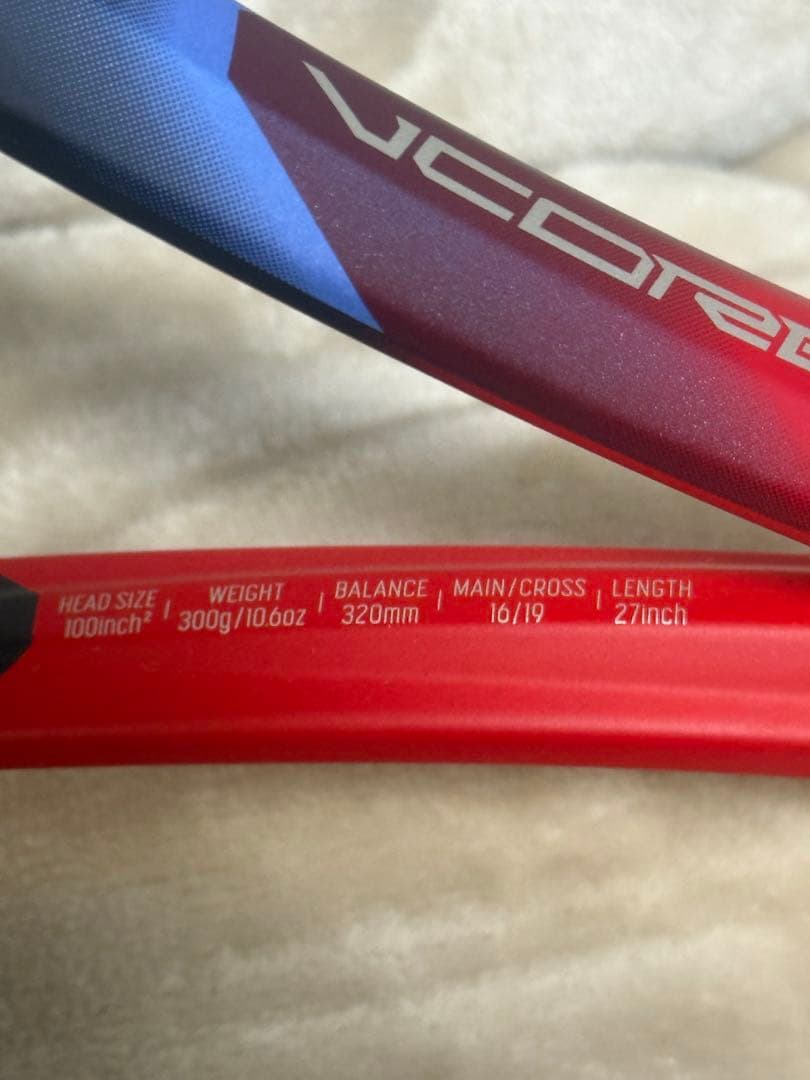 VCORE
HEAD SIZE | WEIGHT | BALANCE | MAIN/CROSS | LENGTH
100inch² | 300g/10.6oz | 320mm | 16/19 | 27inch